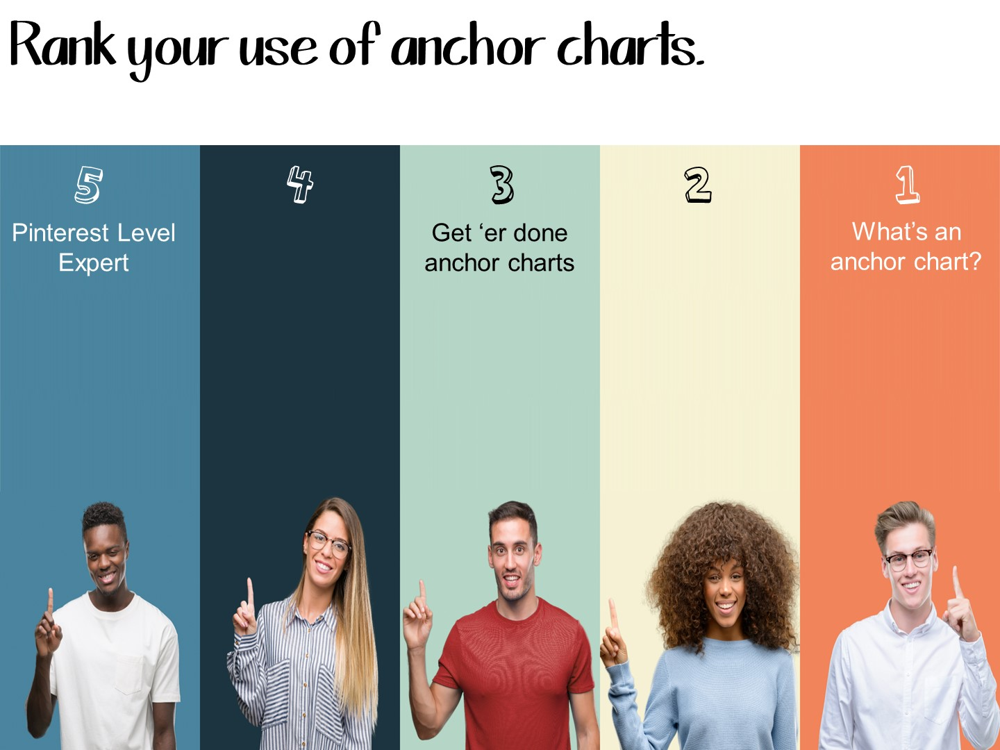 Rank your use of anchor charts.
5
Pinterest Level
Expert
4
3
Get ‘er done
anchor charts
2
1
What’s an
anchor chart?